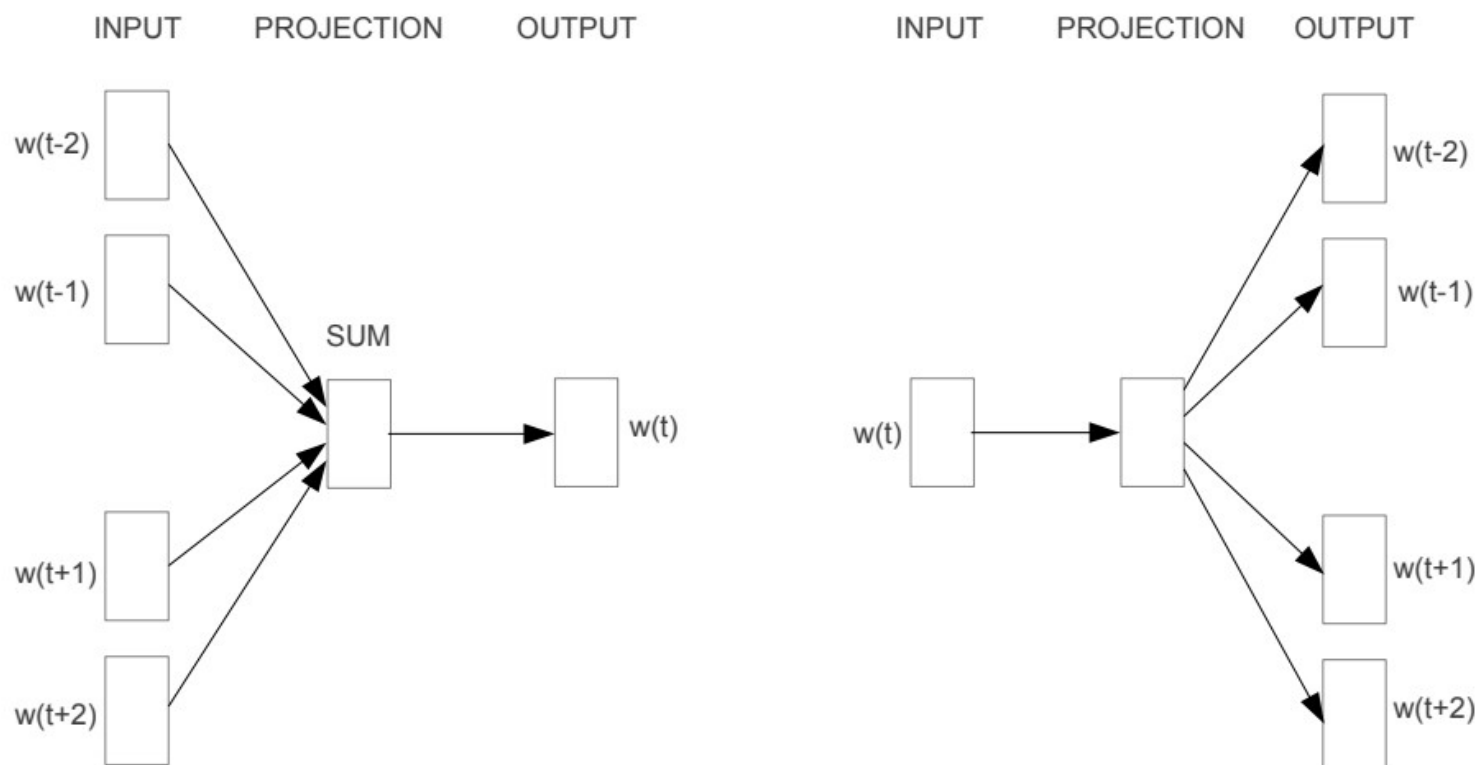 INPUT PROJECTION OUTPUT
w(t-2)
w(t-1)
SUM
w(t)
w(t+1)
w(t+2)
INPUT PROJECTION OUTPUT
w(t-2)
w(t-1)
w(t)
w(t+1)
w(t+2)